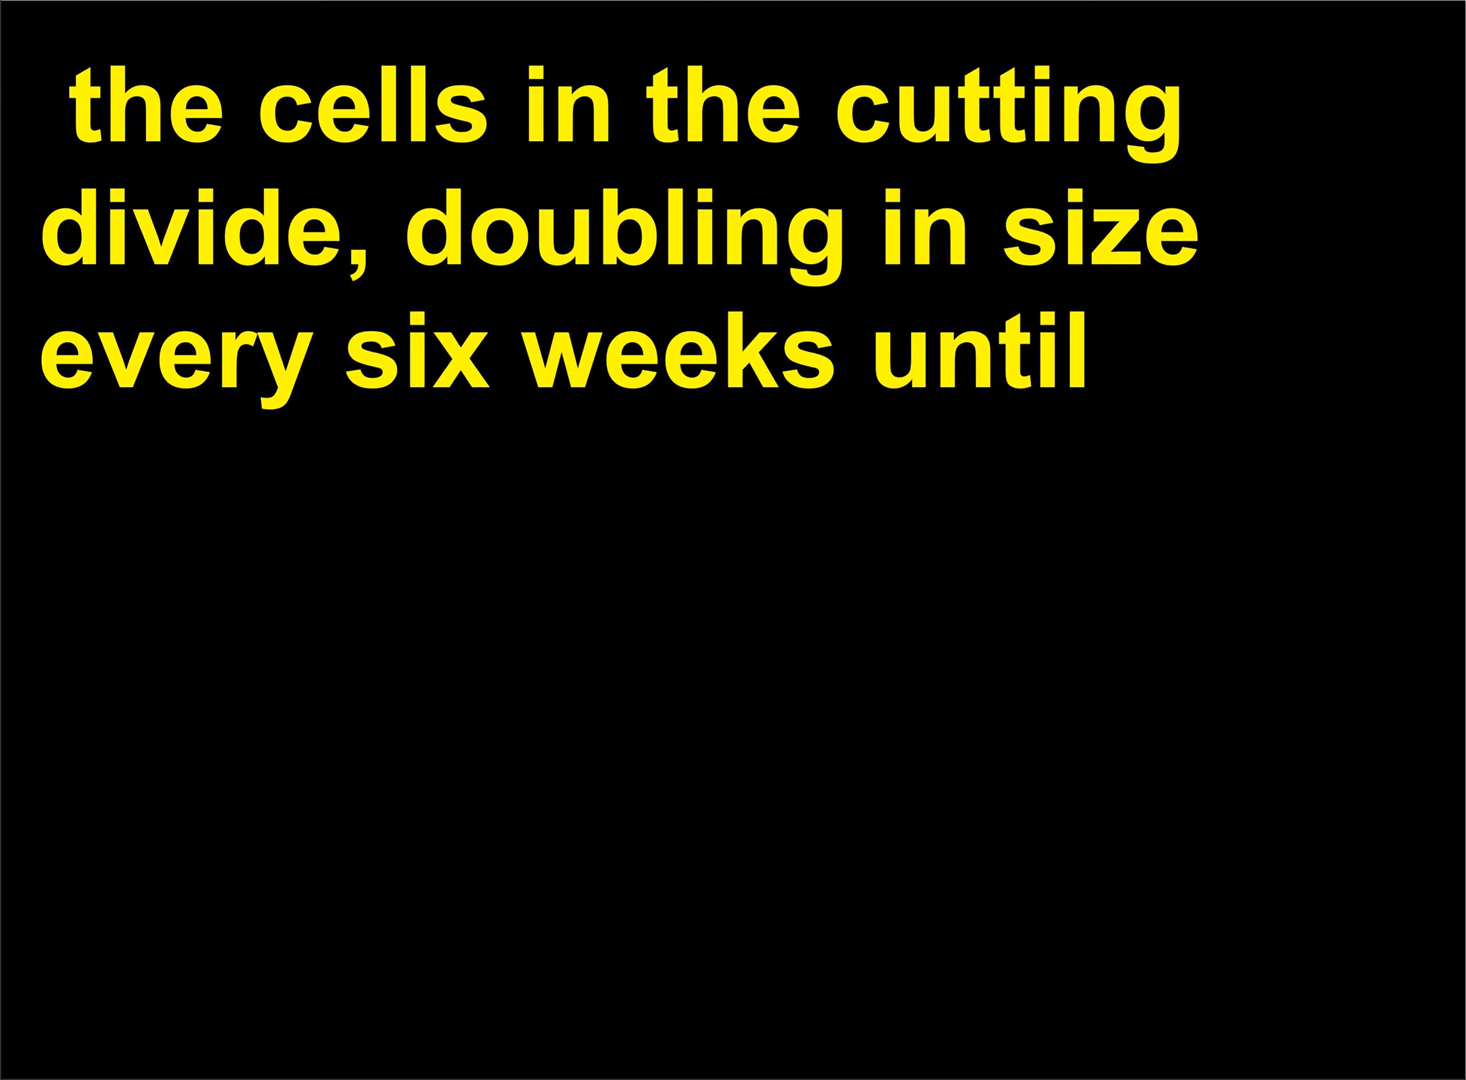 the cells in the cutting
divide, doubling in size
every six weeks until